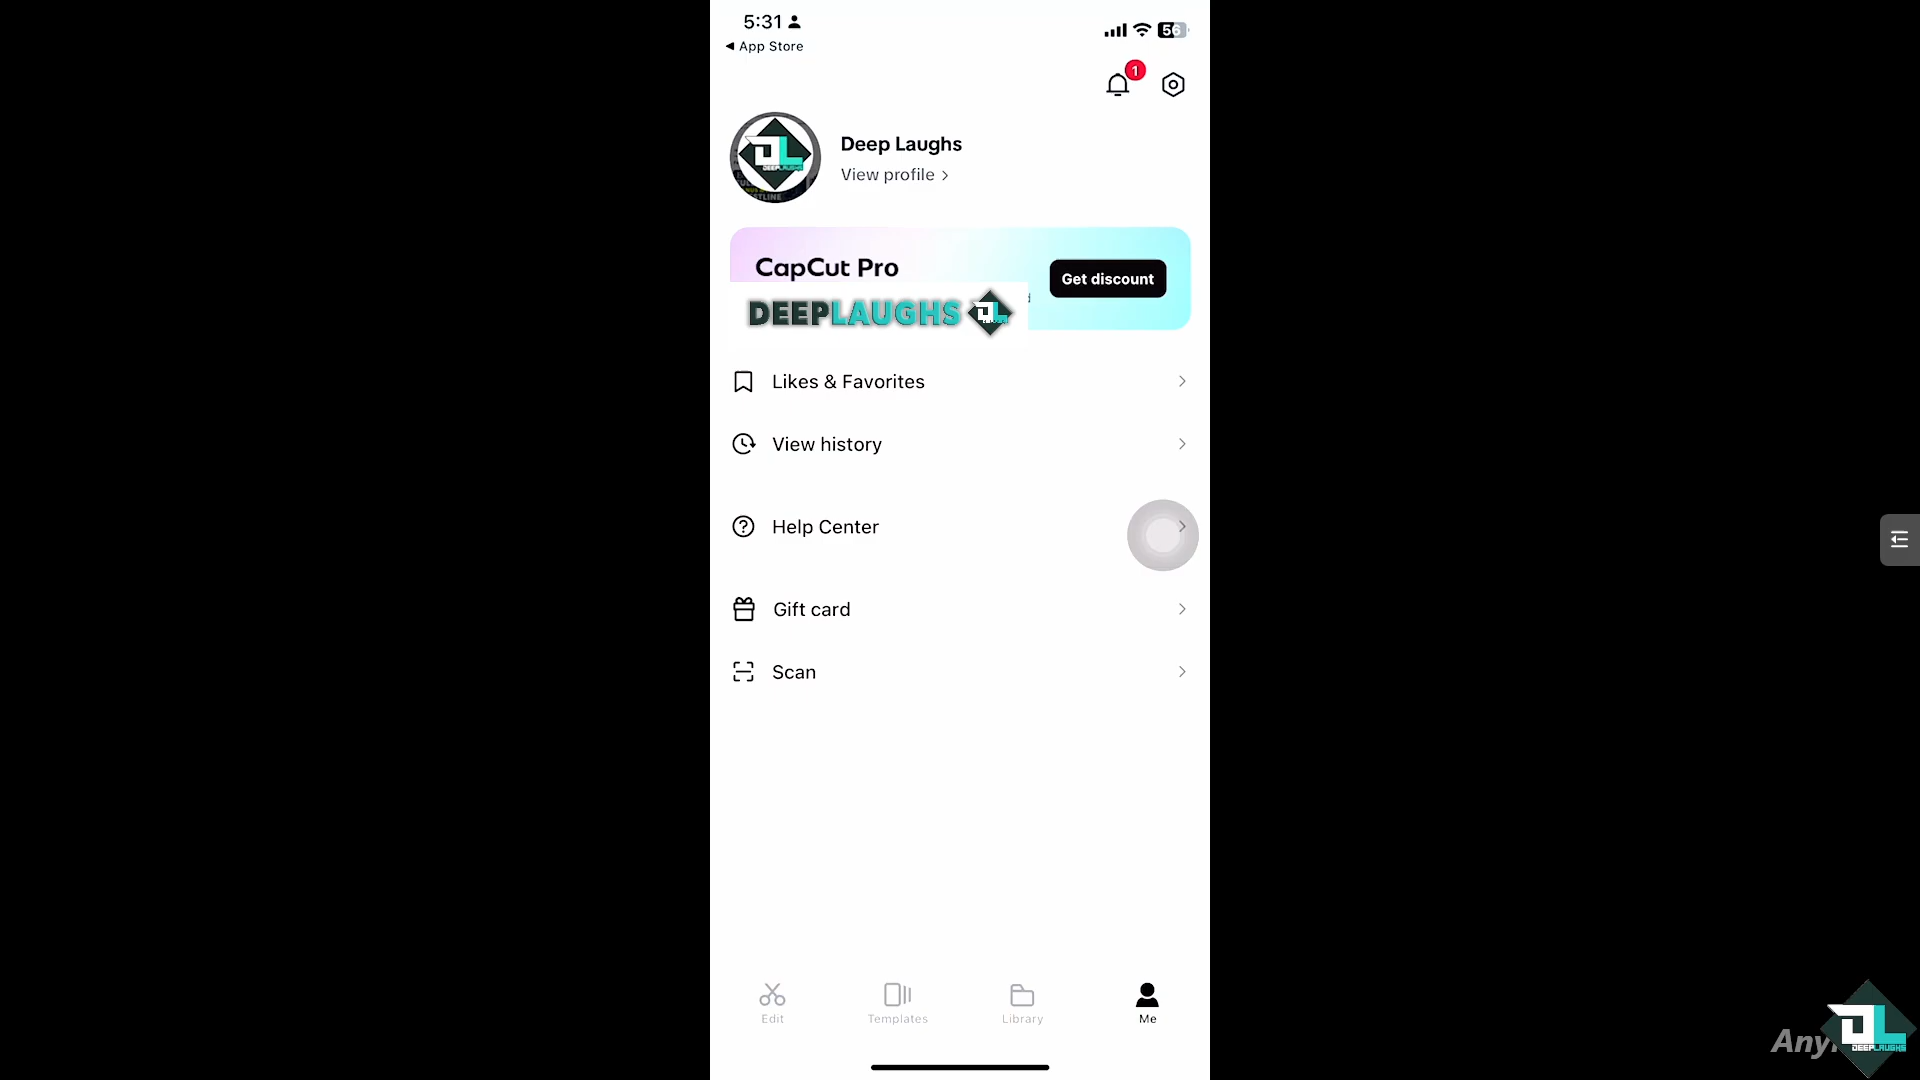 5:31
App Store
56
1
Deep Laughs
View profile
CapCut Pro
Get discount
DEEPLAUGHS
Likes & Favorites
View history
Help Center
Gift card
Scan
Edit
Templates
Library
Me
DEEPLAUGHS